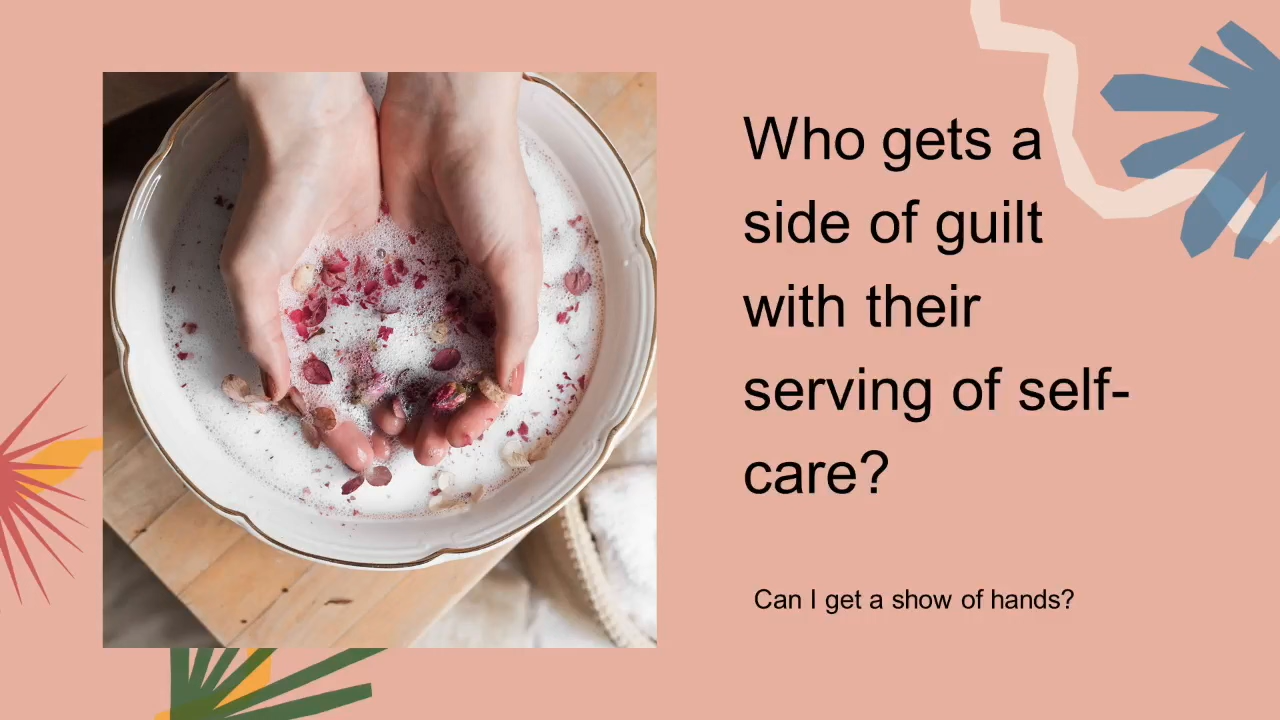 Who gets a
side of guilt
with their
serving of self-
care?
Can I get a show of hands?